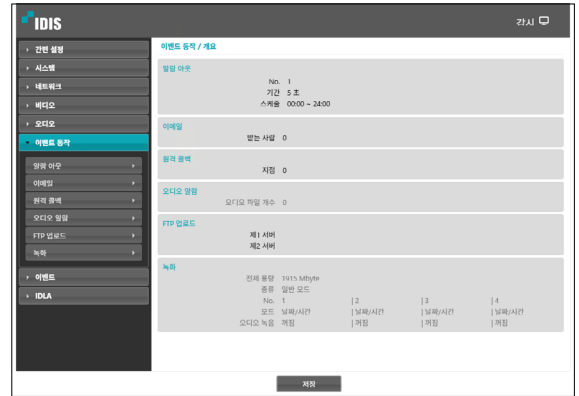 IDIS
감시
간편 설정
시스템
네트워크
비디오
오디오
이벤트 동작
알람 아웃
이메일
원격 콜백
오디오 알람
FTP 업로드
녹화
이벤트
IDLA
이벤트 동작 / 개요
알람 아웃
No. 1
기간 5 초
스케줄 00:00 ~ 24:00
이메일
받는 사람 0
원격 콜백
지점 0
오디오 알람
오디오 파일 개수 0
FTP 업로드
제1 서버
제2 서버
녹화
전체 용량 1915 Mbyte
종류 일반 모드
No. 1 | 2 | 3 | 4
모드 날짜/시간 | 날짜/시간 | 날짜/시간 | 날짜/시간
오디오 녹음 꺼짐 | 꺼짐 | 꺼짐 | 꺼짐
저장